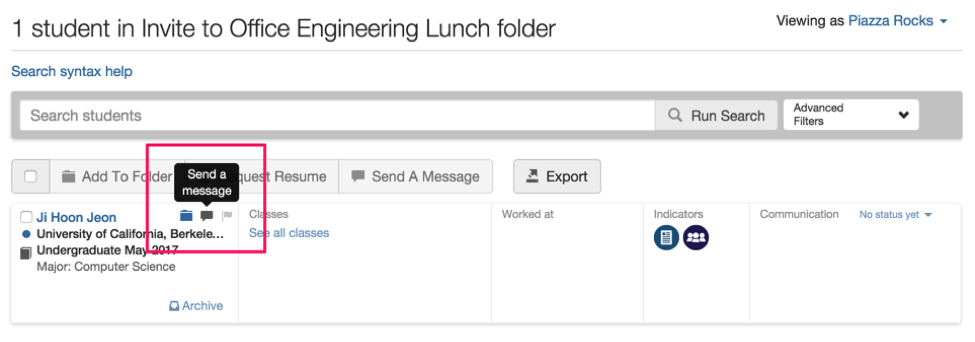 1 student in Invite to Office Engineering Lunch folder
Viewing as Piazza Rocks
Search syntax help
Search students
Run Search
Advanced
Filters
Add To Folder
Send a
message
quest Resume
Send A Message
Export
Ji Hoon Jeon
University of California, Berkele...
Undergraduate May 2017
Major: Computer Science
Archive
Classes
See all classes
Worked at
Indicators
Communication
No status yet